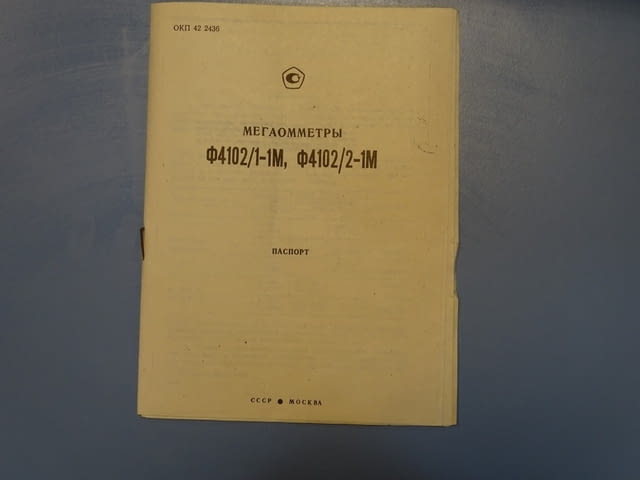 ОКП 42 2436
МЕГАОММЕТРЫ
Ф4102/1-1М, Ф4102/2-1М
ПАСПОРТ
СССР ● МОСКВА